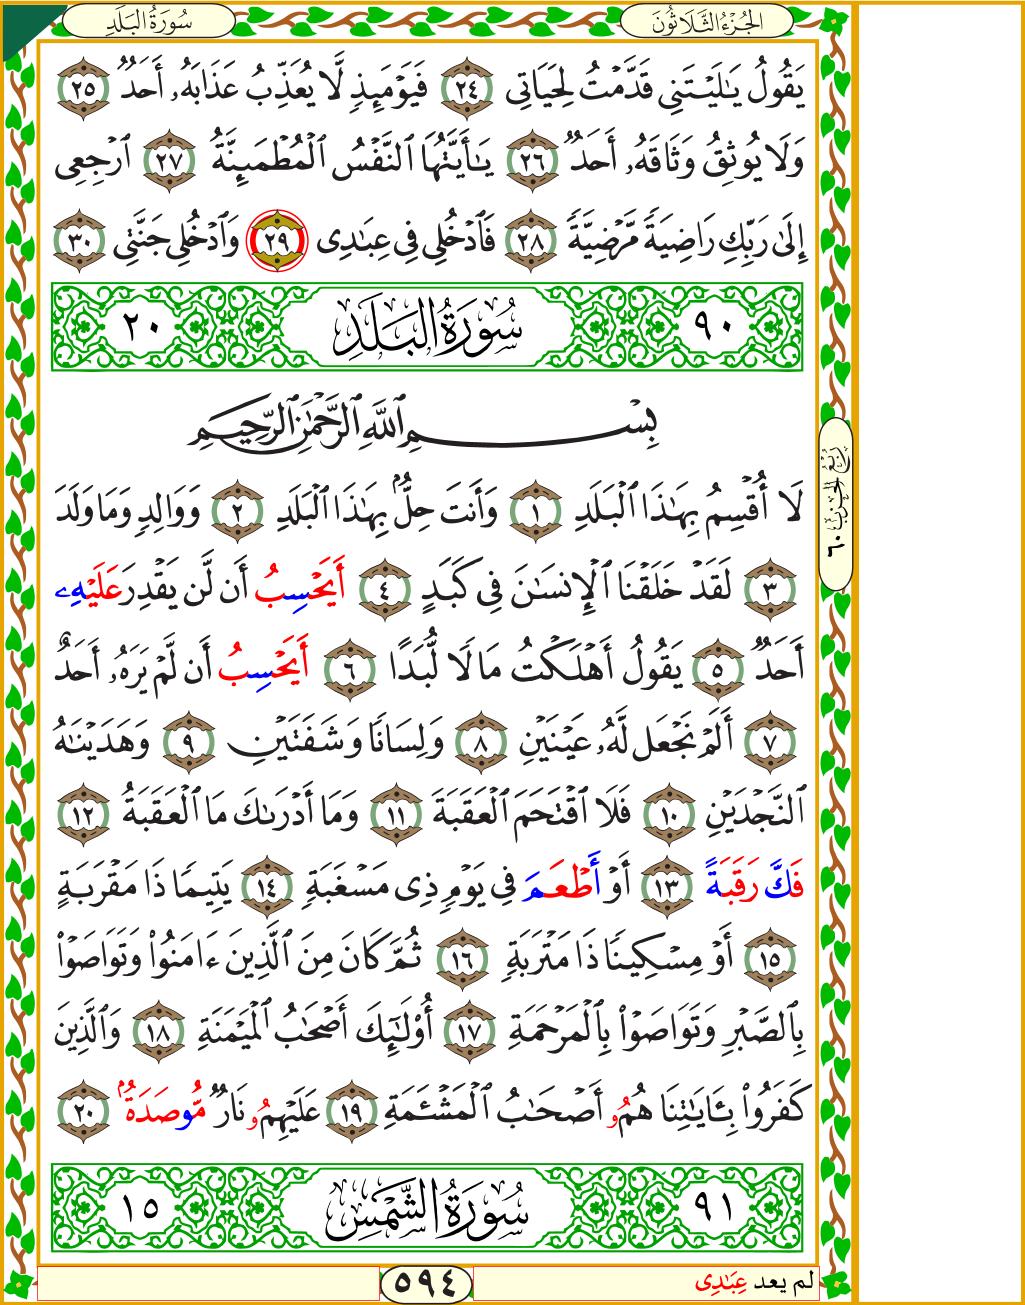 سُورَةُ البَلَدِ
الجُزْءُ الثَّلَاثُونَ
يَقُولُ يَٰلَيْتَنِي قَدَّمْتُ لِحَيَاتِي ٢٤ فَيَوْمَئِذٍ لَّا يُعَذِّبُ عَذَابَهُۥ أَحَدٌ ٢٥
وَلَا يُوثِقُ وَثَاقَهُۥ أَحَدٌ ٢٦ يَٰٓأَيَّتُهَا ٱلنَّفْسُ ٱلْمُطْمَئِنَّةُ ٢٧ ٱرْجِعِي
إِلَىٰ رَبِّكِ رَاضِيَةً مَّرْضِيَّةً ٢٨ فَٱدْخُلِي فِي عِبَٰدِي ٢٩ وَٱدْخُلِي جَنَّتِي ٣٠
٩٠ سُورَةُ البَلَدِ ٢٠
بِسْمِ ٱللَّهِ ٱلرَّحْمَٰنِ ٱلرَّحِيمِ
لَآ أُقْسِمُ بِهَٰذَا ٱلْبَلَدِ ١ وَأَنتَ حِلٌّۢ بِهَٰذَا ٱلْبَلَدِ ٢ وَوَالِدٍ وَمَا وَلَدَ
٣ لَقَدْ خَلَقْنَا ٱلْإِنسَٰنَ فِي كَبَدٍ ٤ أَيَحْسِبُ أَن لَّن يَقْدِرَ عَلَيْهِۦ
أَحَدٌ ٥ يَقُولُ أَهْلَكْتُ مَالًا لُّبَدًا ٦ أَيَحْسِبُ أَن لَّمْ يَرَهُۥٓ أَحَدٌ
٧ أَلَمْ نَجْعَل لَّهُۥ عَيْنَيْنِ ٨ وَلِسَانًا وَشَفَتَيْنِ ٩ وَهَدَيْنَٰهُ
ٱلنَّجْدَيْنِ ١٠ فَلَا ٱقْتَحَمَ ٱلْعَقَبَةَ ١١ وَمَآ أَدْرَىٰكَ مَا ٱلْعَقَبَةُ ١٢
فَكَّ رَقَبَةً ١٣ أَوْ أَطْعَمَ فِي يَوْمٍ ذِي مَسْغَبَةٍ ١٤ يَتِيمًا ذَا مَقْرَبَةٍ
١٥ أَوْ مِسْكِينًا ذَا مَتْرَبَةٍ ١٦ ثُمَّ كَانَ مِنَ ٱلَّذِينَ ءَامَنُوا۟ وَتَوَاصَوْا۟
بِٱلصَّبْرِ وَتَوَاصَوْا۟ بِٱلْمَرْحَمَةِ ١٧ أُو۟لَٰٓئِكَ أَصْحَٰبُ ٱلْمَيْمَنَةِ ١٨ وَٱلَّذِينَ
كَفَرُوا۟ بِـَٔايَٰتِنَا هُمُۥٓ أَصْحَٰبُ ٱلْمَشْـَٔمَةِ ١٩ عَلَيْهِمُۥ نَارٌ مُّوصَدَةٌۢ ٢٠
رُبْعُ الحِزْبِ ٦٠
٩١ سُورَةُ الشَّمْسِ ١٥
لم يعد عِبَٰدِي
٥٩٤